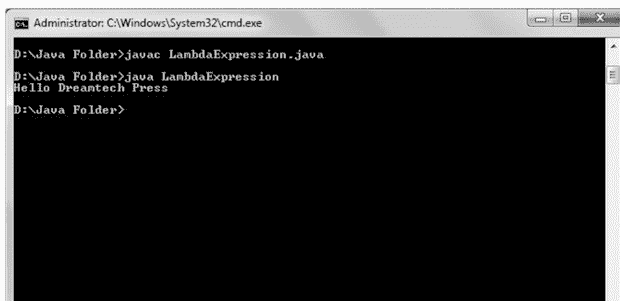 Administrator: C:\Windows\System32\cmd.exe
D:\Java Folder>javac LambdaExpression.java
D:\Java Folder>java LambdaExpression
Hello Dreamtech Press
D:\Java Folder>